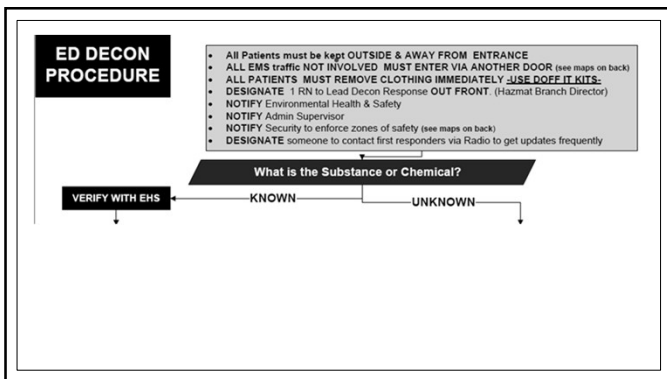 ED DECON
PROCEDURE
• All Patients must be kept OUTSIDE & AWAY FROM ENTRANCE
• ALL EMS traffic NOT INVOLVED MUST ENTER VIA ANOTHER DOOR (see maps on back)
• ALL PATIENTS MUST REMOVE CLOTHING IMMEDIATELY -USE DOFF IT KITS-
• DESIGNATE 1 RN to Lead Decon Response OUT FRONT. (Hazmat Branch Director)
• NOTIFY Environmental Health & Safety
• NOTIFY Admin Supervisor
• NOTIFY Security to enforce zones of safety (see maps on back)
• DESIGNATE someone to contact first responders via Radio to get updates frequently
What is the Substance or Chemical?
VERIFY WITH EHS
KNOWN
UNKNOWN